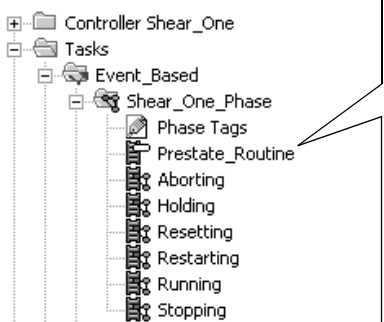 Controller Shear_One
Tasks
Event_Based
Shear_One_Phase
Phase Tags
Prestate_Routine
Aborting
Holding
Resetting
Restarting
Running
Stopping